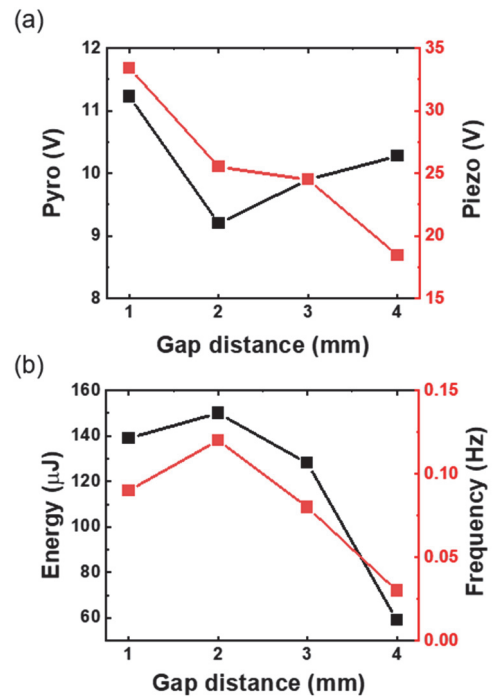 (a)
12
11
10
9
8
Pyro (V)
35
30
25
20
15
Piezo (V)
1 2 3 4
Gap distance (mm)
(b)
160
140
120
100
80
60
Energy (μJ)
0.15
0.10
0.05
0.00
Frequency (Hz)
1 2 3 4
Gap distance (mm)